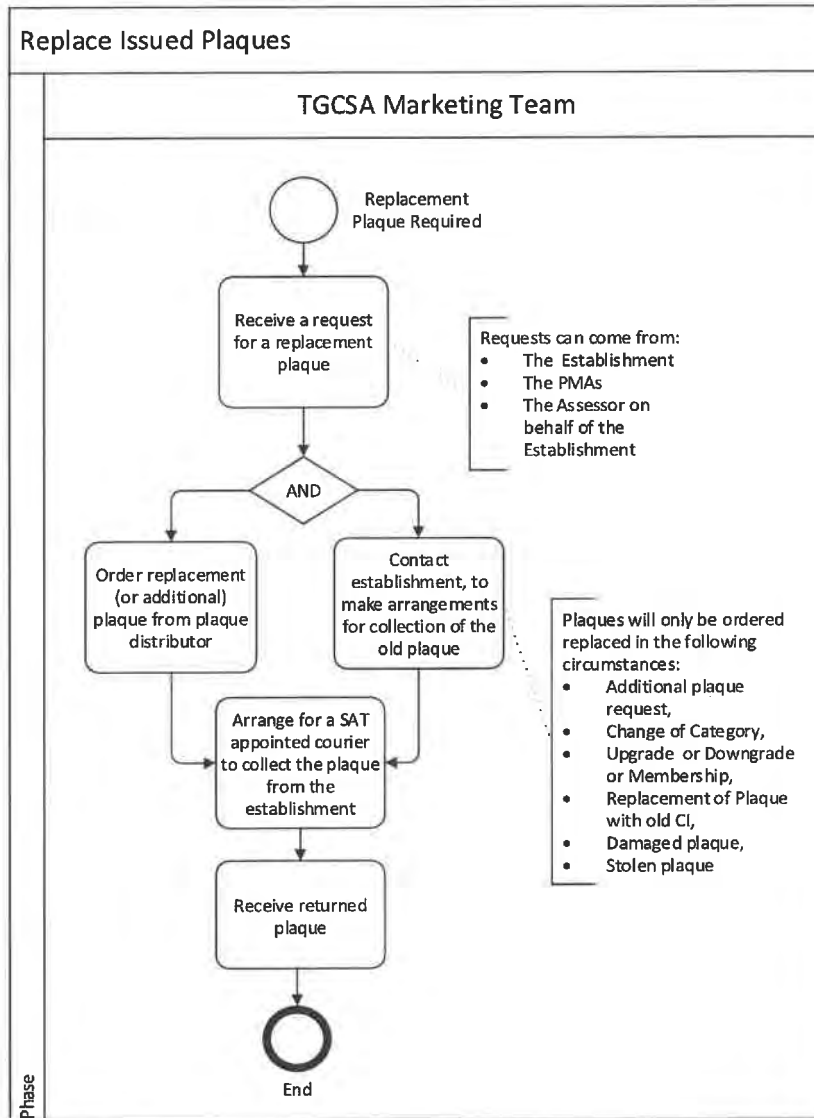 Replace Issued Plaques
TGCSA Marketing Team
Replacement
Plaque Required
Receive a request
for a replacement
plaque
Requests can come from:
• The Establishment
• The PMAs
• The Assessor on
behalf of the
Establishment
AND
Order replacement
(or additional)
plaque from plaque
distributor
Contact
establishment, to
make arrangements
for collection of the
old plaque
Plaques will only be ordered
replaced in the following
circumstances:
• Additional plaque
request,
• Change of Category,
• Upgrade or Downgrade
or Membership,
• Replacement of Plaque
with old CI,
• Damaged plaque,
• Stolen plaque
Arrange for a SAT
appointed courier
to collect the plaque
from the
establishment
Receive returned
plaque
End
Phase